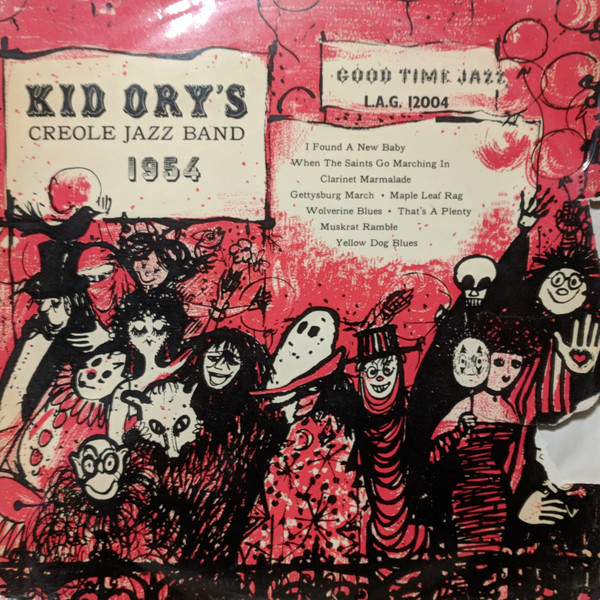 KID ORY'S
CREOLE JAZZ BAND
1954
GOOD TIME JAZZ
L.A.G. 12004
I Found A New Baby
When The Saints Go Marching In
Clarinet Marmalade
Gettysburg March • Maple Leaf Rag
Wolverine Blues • That's A Plenty
Muskrat Ramble
Yellow Dog Blues